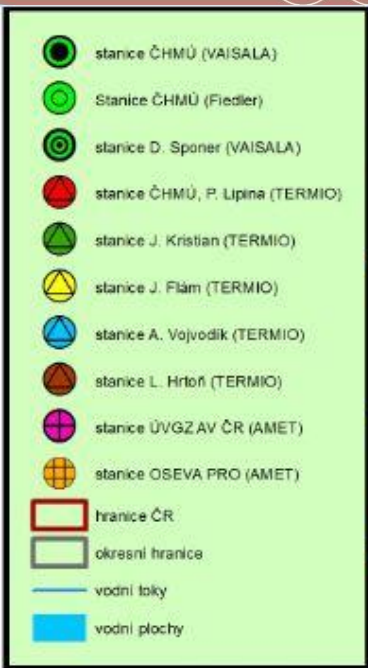 stanice ČHMÚ (VAISALA)
Stanice ČHMÚ (Fiedler)
stanice D. Sponer (VAISALA)
stanice ČHMÚ, P. Lipina (TERMIO)
stanice J. Kristian (TERMIO)
stanice J. Flám (TERMIO)
stanice A. Vojvodík (TERMIO)
stanice L. Hrtoň (TERMIO)
stanice ÚVGZ AV ČR (AMET)
stanice OSEVA PRO (AMET)
hranice ČR
okresní hranice
vodní toky
vodní plochy